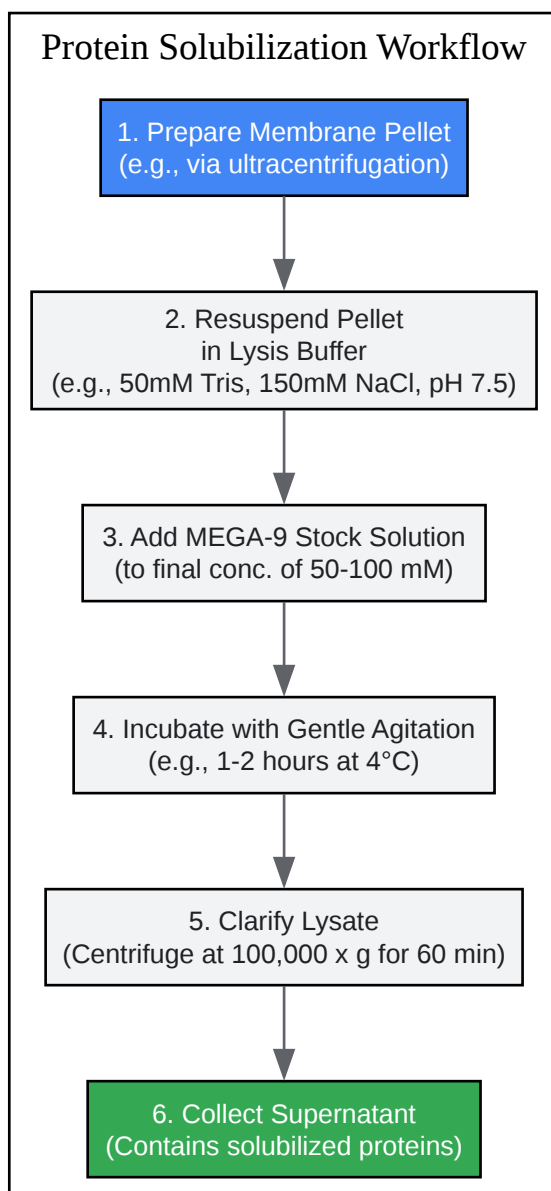 Protein Solubilization Workflow
1. Prepare Membrane Pellet
(e.g., via ultracentrifugation)
2. Resuspend Pellet
in Lysis Buffer
(e.g., 50mM Tris, 150mM NaCl, pH 7.5)
3. Add MEGA-9 Stock Solution
(to final conc. of 50-100 mM)
4. Incubate with Gentle Agitation
(e.g., 1-2 hours at 4°C)
5. Clarify Lysate
(Centrifuge at 100,000 x g for 60 min)
6. Collect Supernatant
(Contains solubilized proteins)